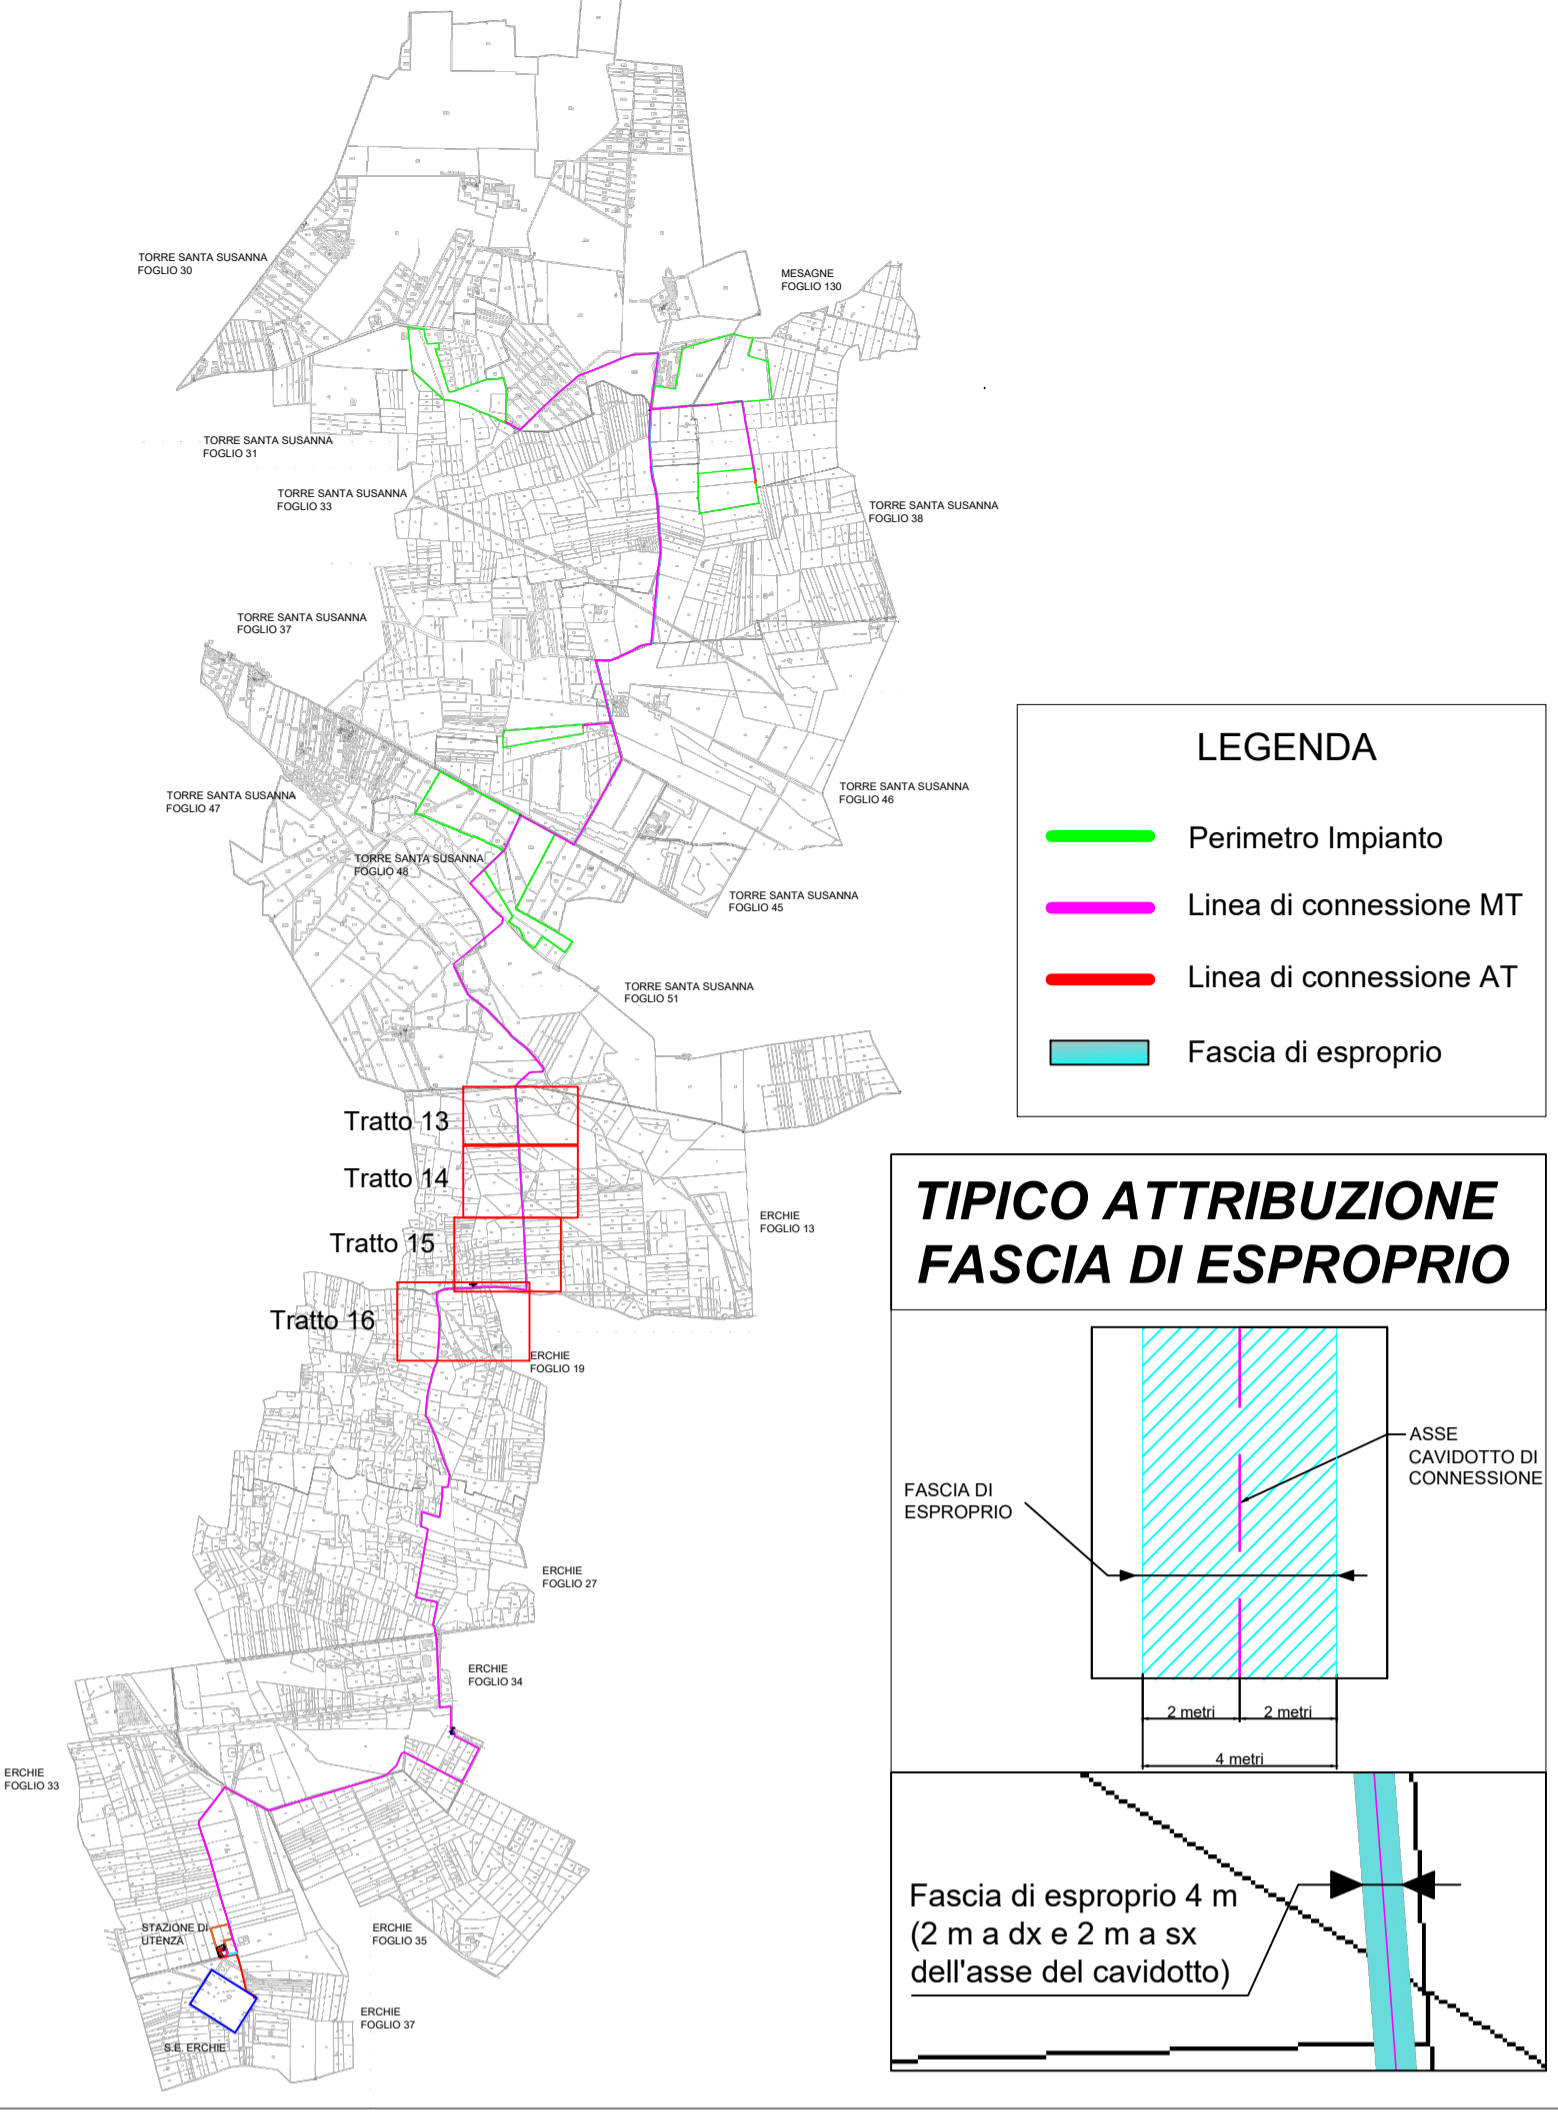 TORRE SANTA SUSANNA
FOGLIO 30
MESAGNE
FOGLIO 130
TORRE SANTA SUSANNA
FOGLIO 31
TORRE SANTA SUSANNA
FOGLIO 33
TORRE SANTA SUSANNA
FOGLIO 38
TORRE SANTA SUSANNA
FOGLIO 37
TORRE SANTA SUSANNA
FOGLIO 47
TORRE SANTA SUSANNA
FOGLIO 46
TORRE SANTA SUSANNA
FOGLIO 48
TORRE SANTA SUSANNA
FOGLIO 45
TORRE SANTA SUSANNA
FOGLIO 51
Tratto 13
Tratto 14
Tratto 15
Tratto 16
ERCHIE
FOGLIO 13
ERCHIE
FOGLIO 19
ERCHIE
FOGLIO 27
ERCHIE
FOGLIO 34
ERCHIE
FOGLIO 33
STAZIONE DI
UTENZA
ERCHIE
FOGLIO 35
ERCHIE
FOGLIO 37
S.E. ERCHIE
LEGENDA
Perimetro Impianto
Linea di connessione MT
Linea di connessione AT
Fascia di esproprio
TIPICO ATTRIBUZIONE
FASCIA DI ESPROPRIO
ASSE
CAVIDOTTO DI
CONNESSIONE
FASCIA DI
ESPROPRIO
2 metri
2 metri
4 metri
Fascia di esproprio 4 m
(2 m a dx e 2 m a sx
dell'asse del cavidotto)